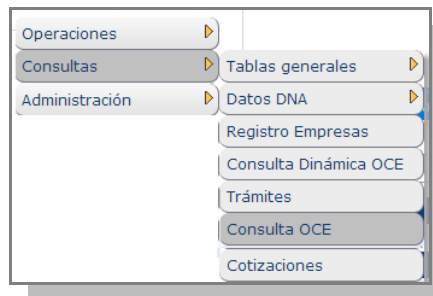 Operaciones
Consultas
Administración
Tablas generales
Datos DNA
Registro Empresas
Consulta Dinámica OCE
Trámites
Consulta OCE
Cotizaciones